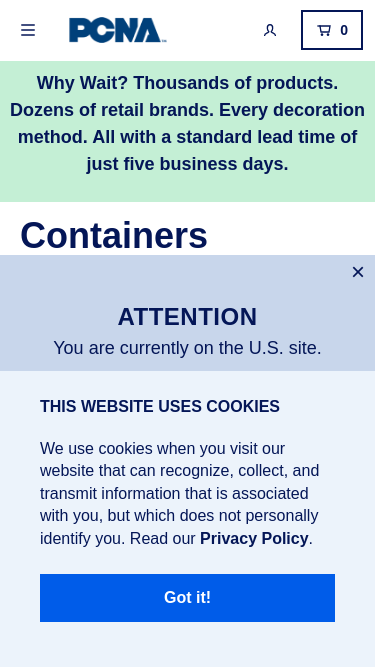 PCNA
0
Why Wait? Thousands of products.
Dozens of retail brands. Every decoration
method. All with a standard lead time of
just five business days.
Containers
ATTENTION
You are currently on the U.S. site.
THIS WEBSITE USES COOKIES
We use cookies when you visit our
website that can recognize, collect, and
transmit information that is associated
with you, but which does not personally
identify you. Read our Privacy Policy.
Got it!